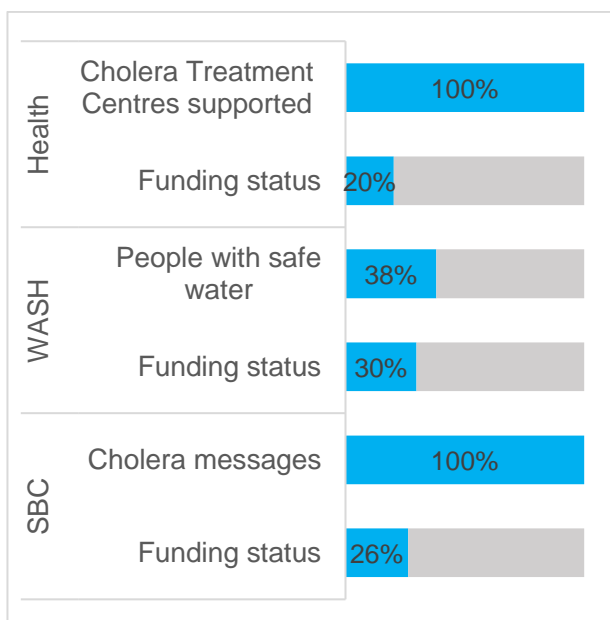 Health
Cholera Treatment
Centres supported
100%
Funding status
20%
WASH
People with safe
water
38%
Funding status
30%
SBC
Cholera messages
100%
Funding status
26%